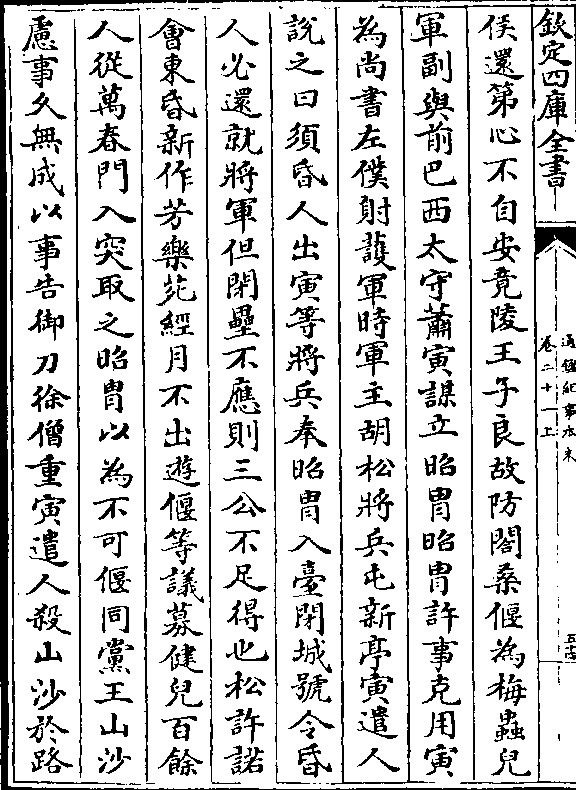 欽定四庫全書
通鑑紀事本末
卷二十一上
侯還第心不自安竟陵王子良故防閤桑偃為梅蟲兒
軍副與前巴西太守蕭寅謀立昭胄昭胄許事克用寅
為尚書左僕射護軍時軍主胡松將兵屯新亭寅遣人
說之曰須昏人出寅等將兵奉昭胄入臺閉城號令昏
人必還就將軍但閉壘不應則三公不足得也松許諾
會東昏新作芳樂苑經月不出遊偃等議募健兒百餘
人從萬春門入突取之昭胄以為不可偃同黨王山沙
慮事久無成以事告御刀徐僧重寅遣人殺山沙於路